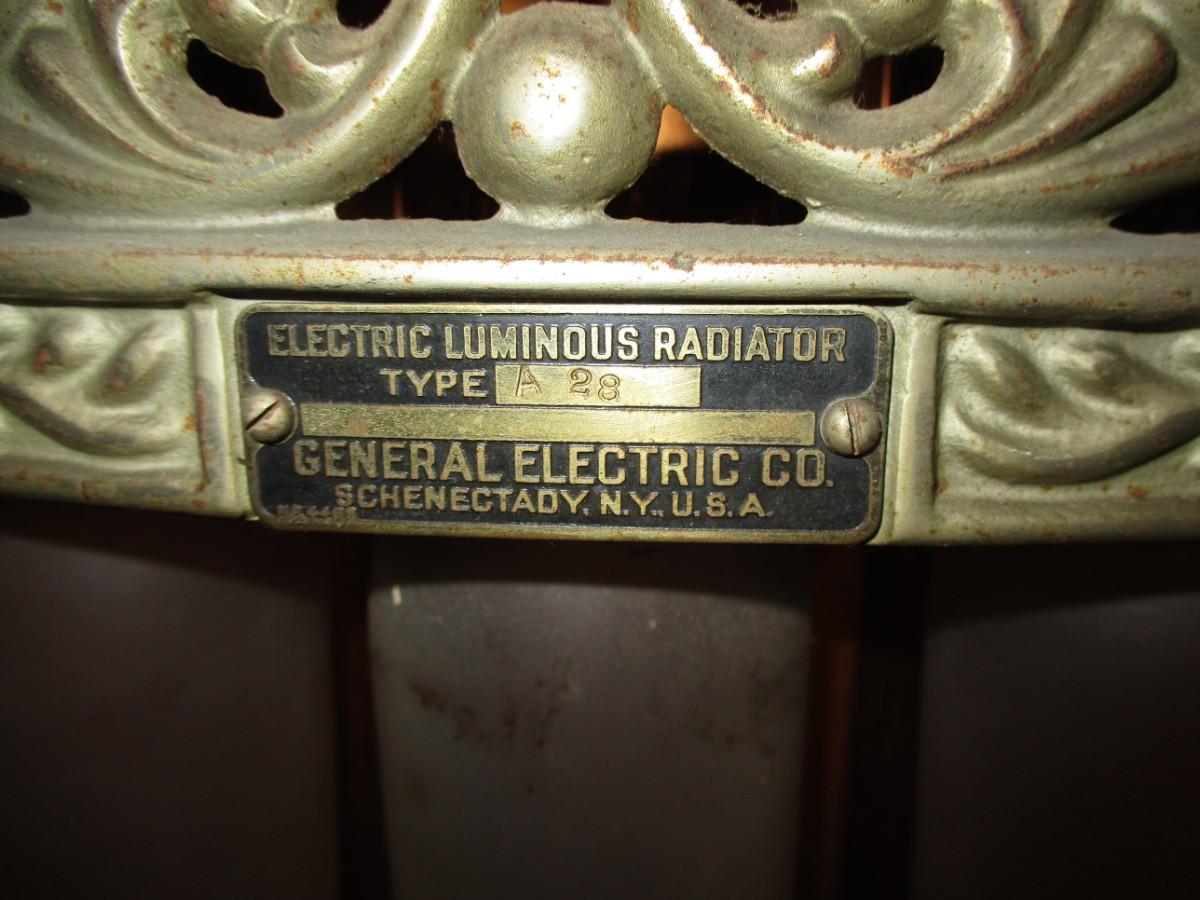 ELECTRIC LUMINOUS RADIATOR
TYPE A 28
GENERAL ELECTRIC CO.
SCHENECTADY, N.Y., U.S.A.